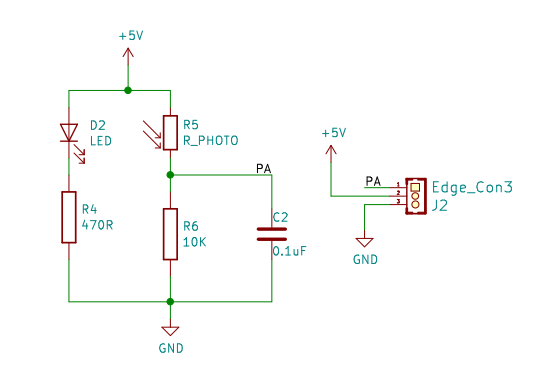 +5V
D2
LED
R5
R_PHOTO
PA
R4
470R
R6
10K
C2
0.1uF
GND
+5V
PA
1
2
3
Edge_Con3
J2
GND